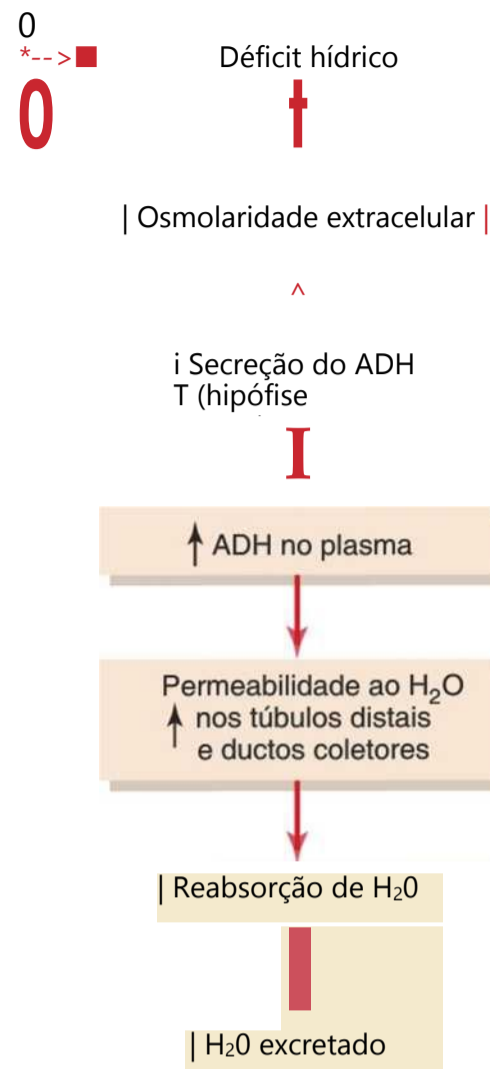 0
*-->■
Déficit hídrico
0
t
| Osmolaridade extracelular |
^
i Secreção do ADH
T (hipófise
I
↑ ADH no plasma
Permeabilidade ao H₂O
↑ nos túbulos distais
e ductos coletores
| Reabsorção de H₂0
| H₂0 excretado